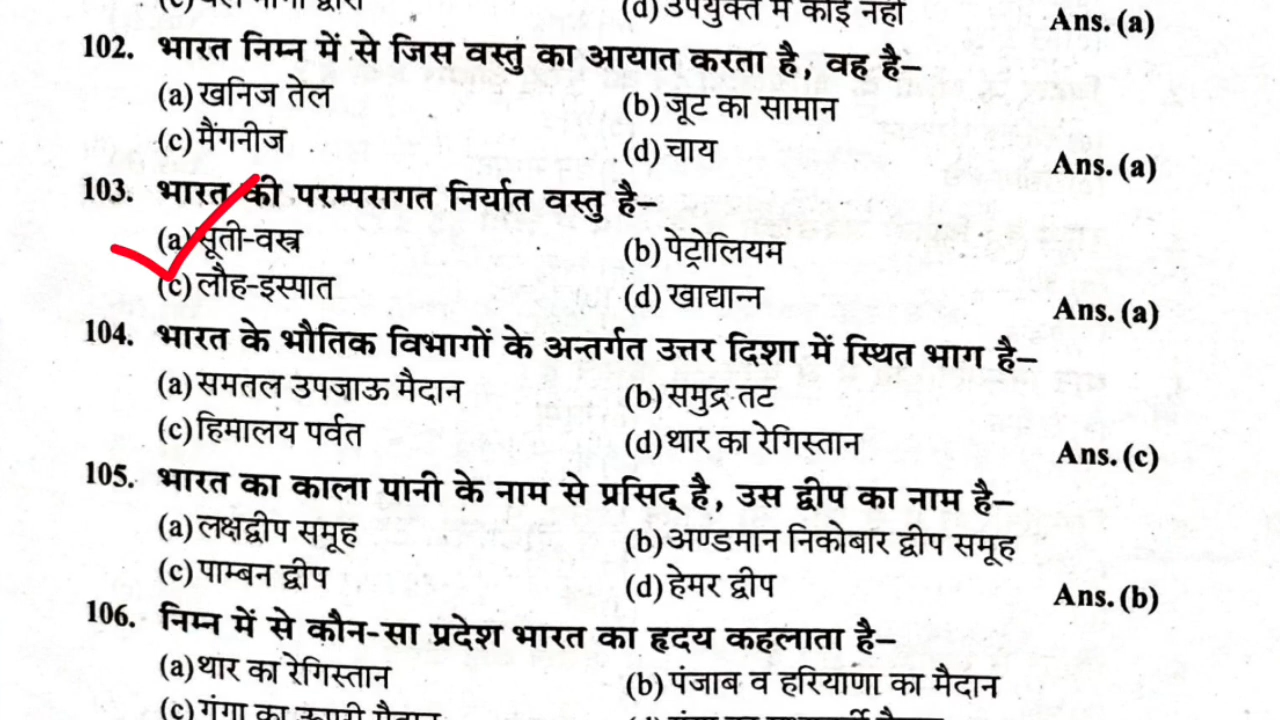 (d) उपर्युक्त में कोई नहीं
Ans. (a)
102. भारत निम्न में से जिस वस्तु का आयात करता है, वह है–
(a) खनिज तेल (b) जूट का सामान
(c) मैंगनीज (d) चाय
Ans. (a)
103. भारत की परम्परागत निर्यात वस्तु है–
(a) सूती-वस्त्र (b) पेट्रोलियम
(c) लौह-इस्पात (d) खाद्यान्न
Ans. (a)
104. भारत के भौतिक विभागों के अन्तर्गत उत्तर दिशा में स्थित भाग है–
(a) समतल उपजाऊ मैदान (b) समुद्र तट
(c) हिमालय पर्वत (d) थार का रेगिस्तान
Ans. (c)
105. भारत का काला पानी के नाम से प्रसिद् है, उस द्वीप का नाम है–
(a) लक्षद्वीप समूह (b) अण्डमान निकोबार द्वीप समूह
(c) पाम्बन द्वीप (d) हेमर द्वीप
Ans. (b)
106. निम्न में से कौन-सा प्रदेश भारत का हृदय कहलाता है–
(a) थार का रेगिस्तान (b) पंजाब व हरियाणा का मैदान
(c) गंगा का